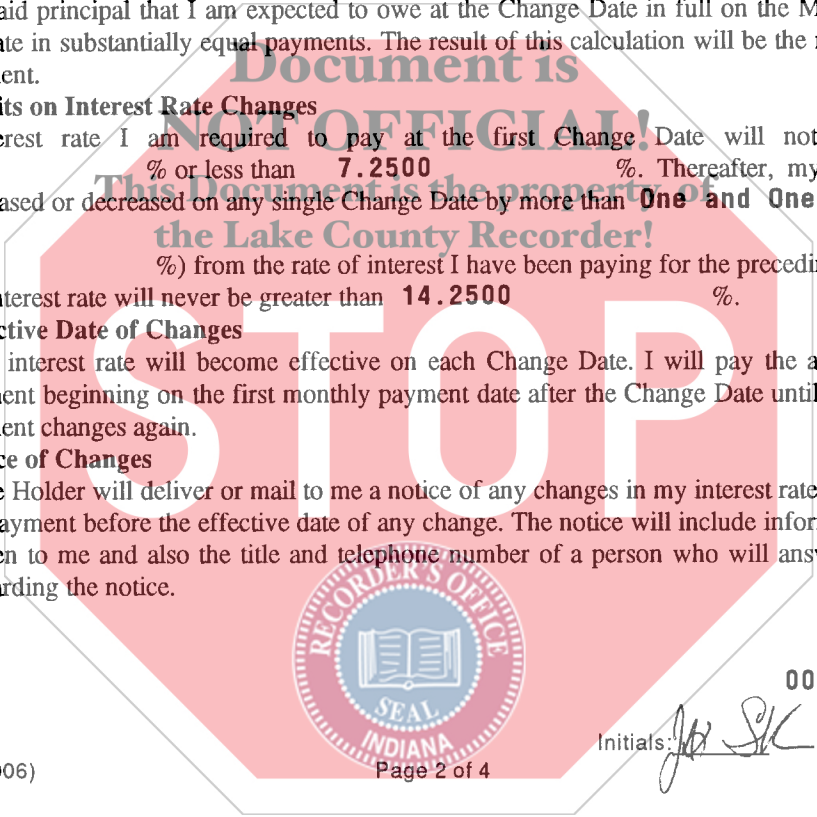 aid principal that I am expected to owe at the Change Date in full on the M
ate in substantially equal payments. The result of this calculation will be the
ent.
Document is
its on Interest Rate Changes
NOT OFFICIAL!
erest rate I am required to pay at the first Change Date will not
% or less than 7.2500 %. Thereafter, my
This Document is the property of
ased or decreased on any single Change Date by more than One and One
the Lake County Recorder!
%) from the rate of interest I have been paying for the precedi
nterest rate will never be greater than 14.2500 %.
STOP
ctive Date of Changes
interest rate will become effective on each Change Date. I will pay the a
ent beginning on the first monthly payment date after the Change Date until
ent changes again.
ce of Changes
e Holder will deliver or mail to me a notice of any changes in my interest rate
ayment before the effective date of any change. The notice will include infor
en to me and also the title and telephone number of a person who will ans
rding the notice.
RECORDER'S OFFICE
SEAL
INDIANA
00
Initials:
06)
Page 2 of 4